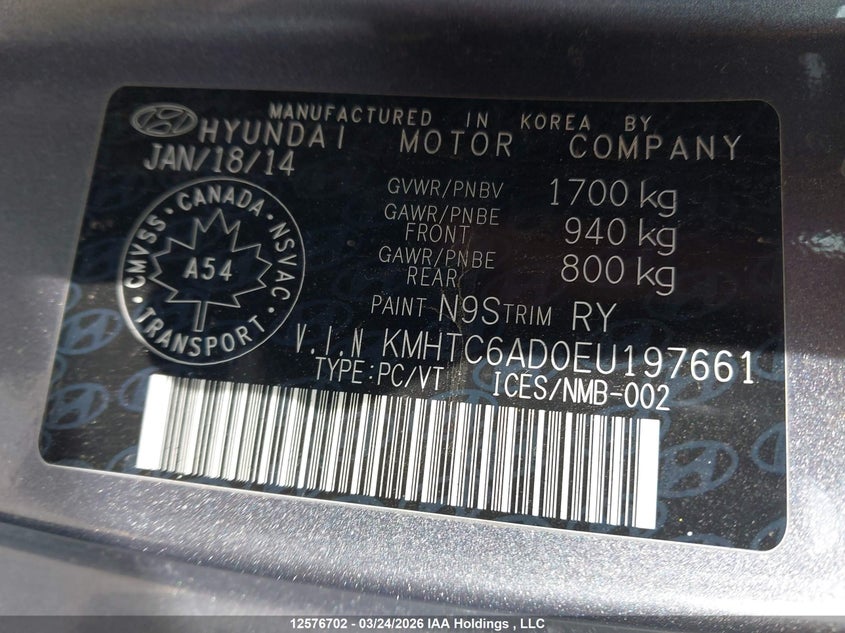 MANUFACTURED IN KOREA BY
HYUNDAI MOTOR COMPANY
JAN/18/14
GVWR/PNBV 1700 kg
GAWR/PNBE FRONT 940 kg
GAWR/PNBE REAR 800 kg
CMVSS • CANADA • NSVAC
A54
TRANSPORT
PAINT N9S TRIM RY
V.I.N KMHTC6AD0EU197661
TYPE:PC/VT ICES/NMB-002
12576702 - 03/24/2026 IAA Holdings , LLC